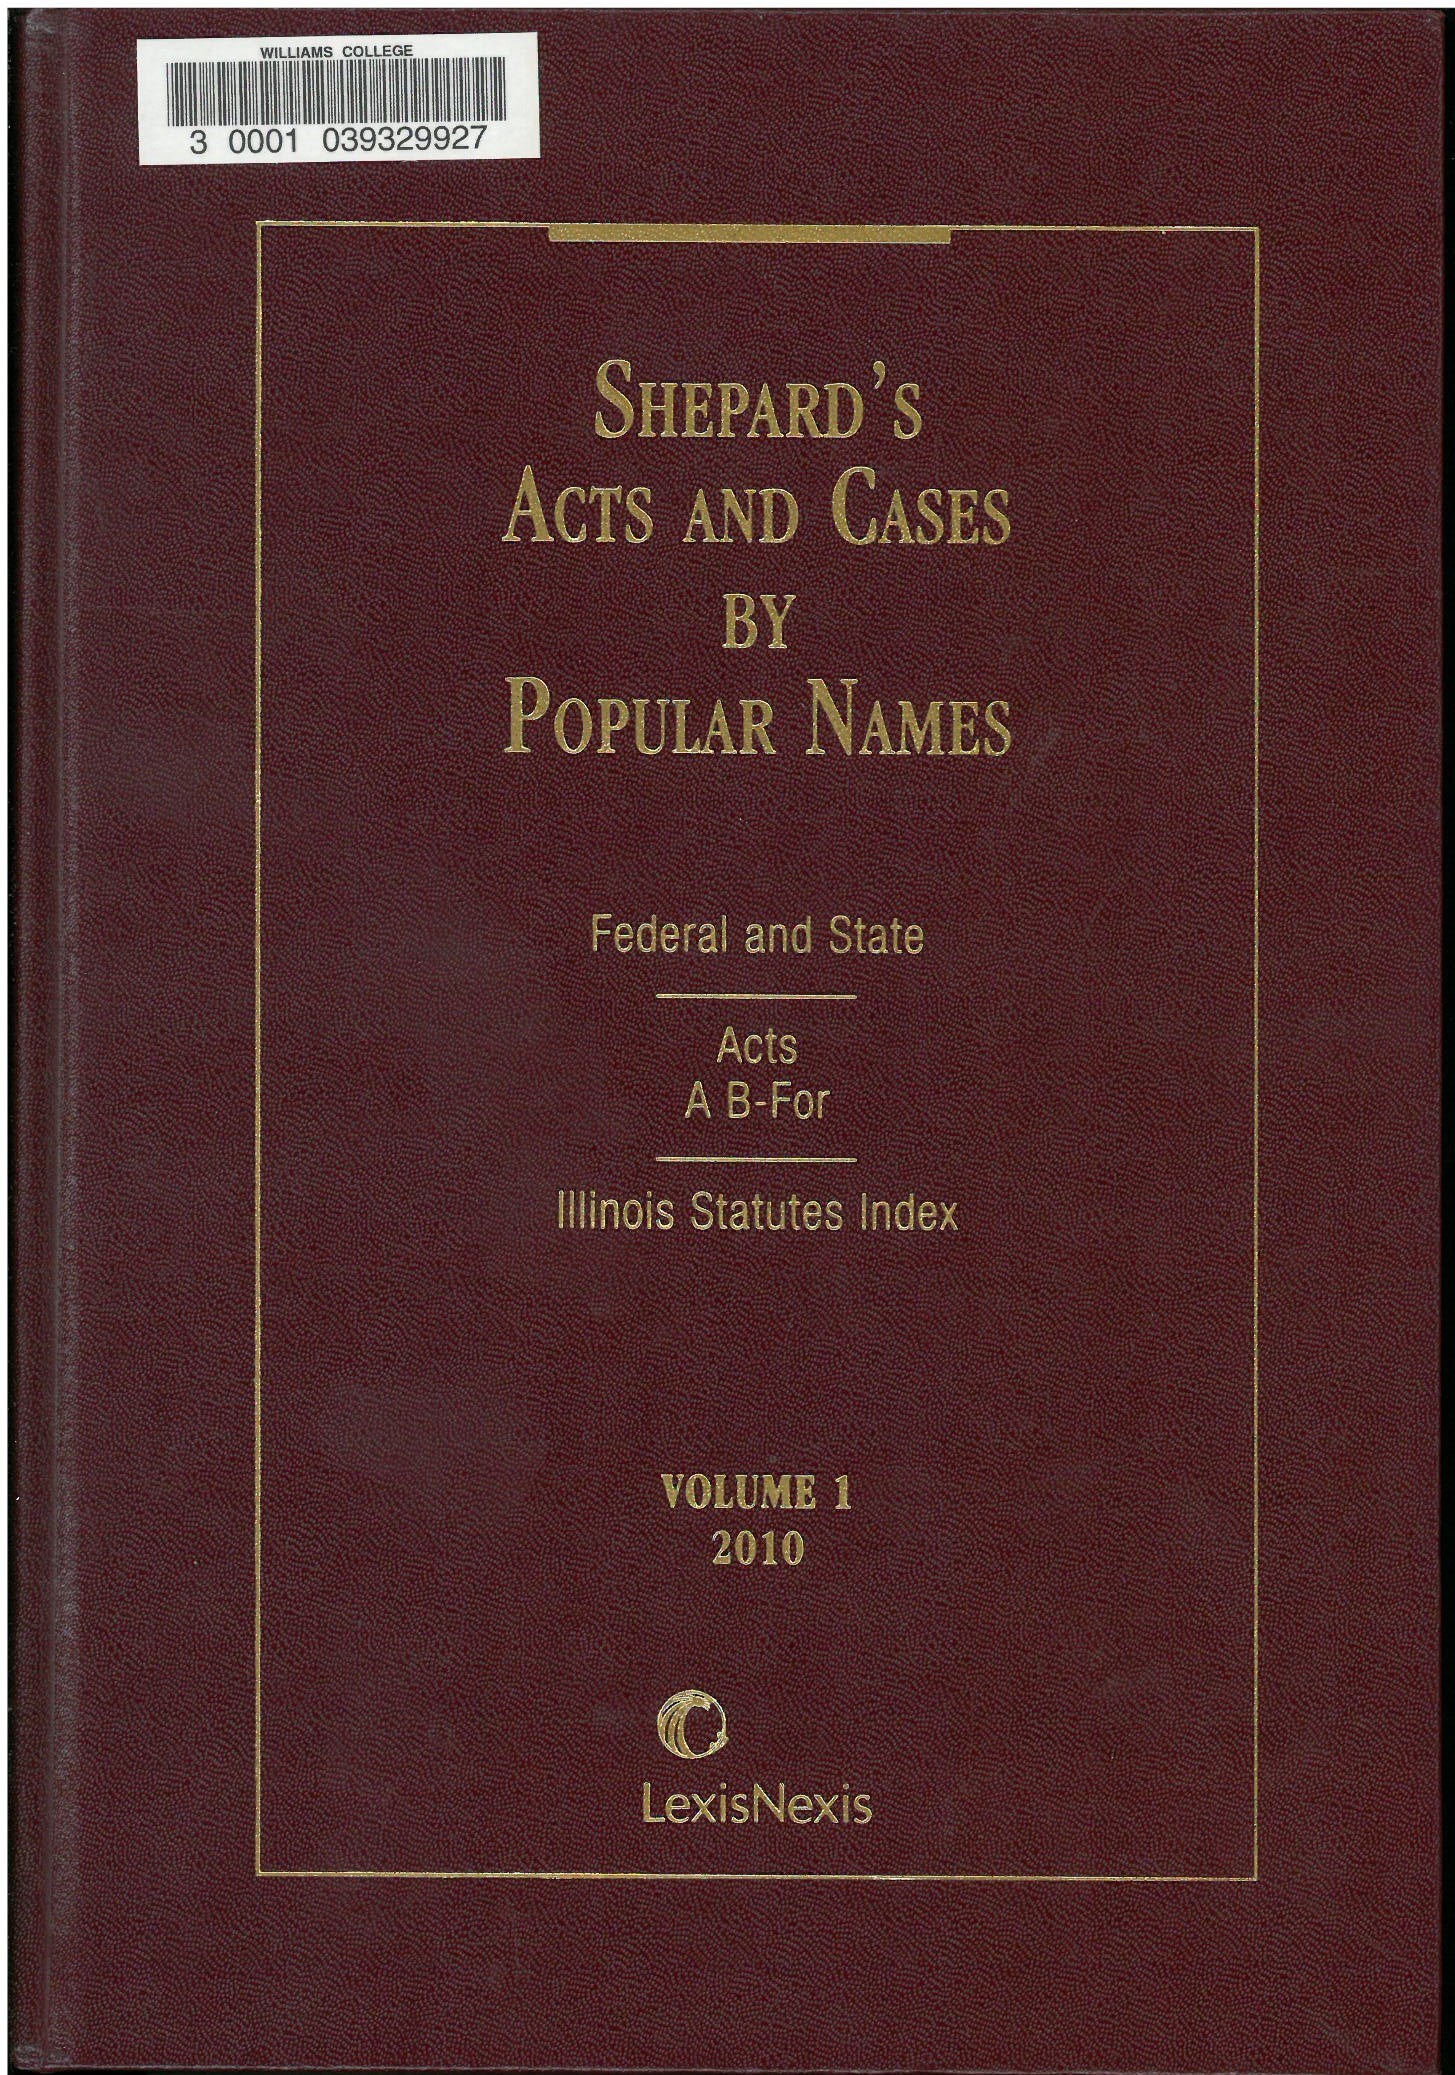 WILLIAMS COLLEGE
3 0001 039329927
SHEPARD'S
ACTS AND CASES
BY
POPULAR NAMES
Federal and State
Acts
A B-For
Illinois Statutes Index
VOLUME 1
2010
LexisNexis